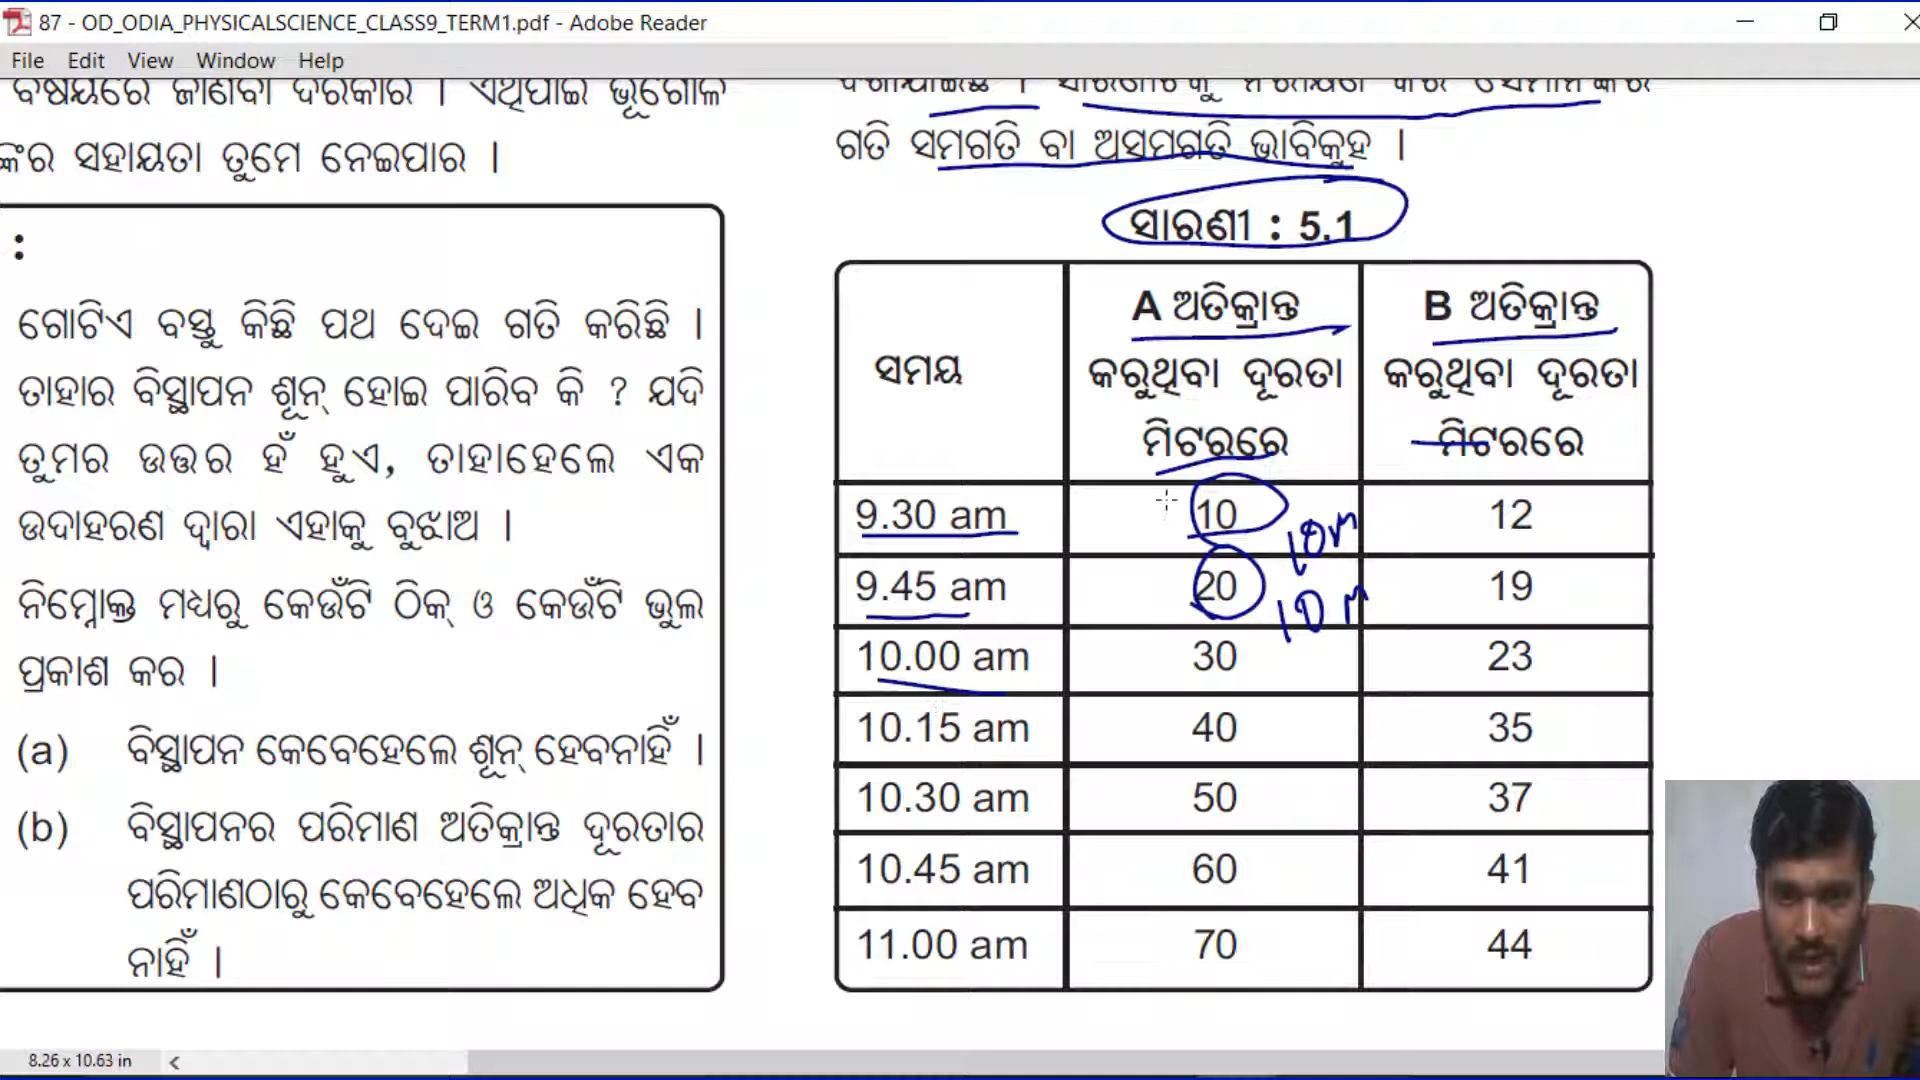 87 - OD_ODIA_PHYSICALSCIENCE_CLASS9_TERM1.pdf - Adobe Reader
File Edit View Window Help
ବିଷୟରେ ଜାଣିବା ଦରକାର । ଏଥିପାଇଁ ଭୂଗୋଳ
ଙ୍କର ସହାୟତା ତୁମେ ନେଇପାର ।
:
ଗୋଟିଏ ବସ୍ତୁ କିଛି ପଥ ଦେଇ ଗତି କରିଛି ।
ତାହାର ବିସ୍ଥାପନ ଶୂନ୍ ହୋଇ ପାରିବ କି ? ଯଦି
ତୁମର ଉତ୍ତର ହଁ ହୁଏ, ତାହାହେଲେ ଏକ
ଉଦାହରଣ ଦ୍ୱାରା ଏହାକୁ ବୁଝାଅ ।
ନିମ୍ନୋକ୍ତ ମଧ୍ୟରୁ କେଉଁଟି ଠିକ୍ ଓ କେଉଁଟି ଭୁଲ
ପ୍ରକାଶ କର ।
(a) ବିସ୍ଥାପନ କେବେହେଲେ ଶୂନ୍ ହେବନାହିଁ ।
(b) ବିସ୍ଥାପନର ପରିମାଣ ଅତିକ୍ରାନ୍ତ ଦୂରତାର
ପରିମାଣଠାରୁ କେବେହେଲେ ଅଧିକ ହେବ
ନାହିଁ ।
ଗତି ସମଗତି ବା ଅସମଗତି ଭାବିକୁହ ।
ସାରଣୀ : 5.1
ସମୟ
A ଅତିକ୍ରାନ୍ତ
କରୁଥିବା ଦୂରତା
ମିଟରରେ
B ଅତିକ୍ରାନ୍ତ
କରୁଥିବା ଦୂରତା
ମିଟରରେ
9.30 am 10 12
10m
9.45 am 20 19
10 m
10.00 am 30 23
10.15 am 40 35
10.30 am 50 37
10.45 am 60 41
11.00 am 70 44
8.26 x 10.63 in